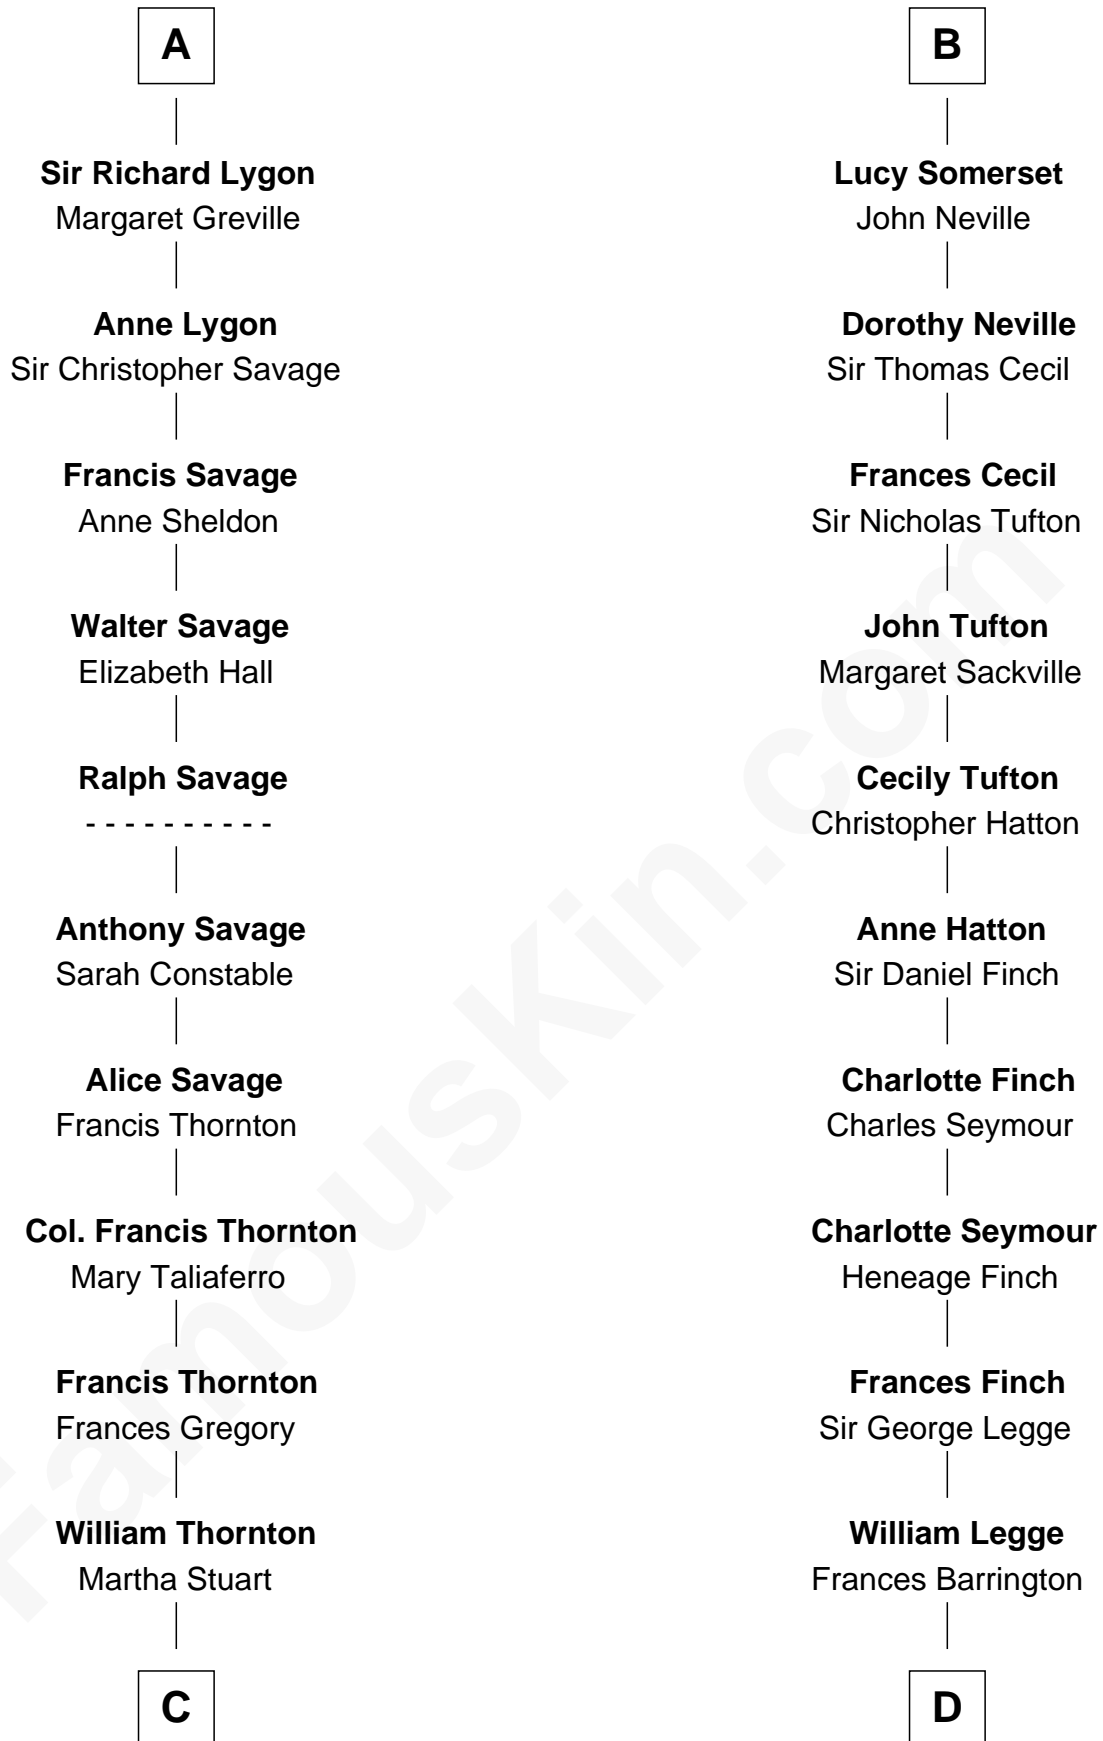 A
Sir Richard Lygon
Margaret Greville
Anne Lygon
Sir Christopher Savage
Francis Savage
Anne Sheldon
Walter Savage
Elizabeth Hall
Ralph Savage
- - - - - - - - - -
Anthony Savage
Sarah Constable
Alice Savage
Francis Thornton
Col. Francis Thornton
Mary Taliaferro
Francis Thornton
Frances Gregory
William Thornton
Martha Stuart
C
B
Lucy Somerset
John Neville
Dorothy Neville
Sir Thomas Cecil
Frances Cecil
Sir Nicholas Tufton
John Tufton
Margaret Sackville
Cecily Tufton
Christopher Hatton
Anne Hatton
Sir Daniel Finch
Charlotte Finch
Charles Seymour
Charlotte Seymour
Heneage Finch
Frances Finch
Sir George Legge
William Legge
Frances Barrington
D
FamousKin.com